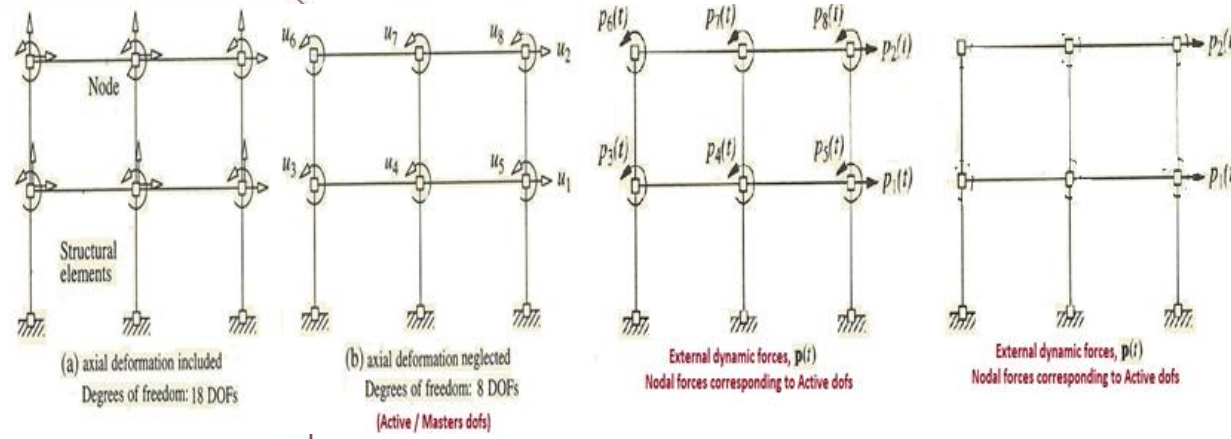 Node
Structural
elements
(a) axial deformation included
Degrees of freedom: 18 DOFs
u6 u7 u8 u2
u3 u4 u5 u1
(b) axial deformation neglected
Degrees of freedom: 8 DOFs
(Active / Masters dofs)
p6(t) p7(t) p8(t)
p2(t)
p3(t) p4(t) p5(t)
p1(t)
External dynamic forces, p(t)
Nodal forces corresponding to Active dofs
p2(t
p1(t
External dynamic forces, p(t)
Nodal forces corresponding to Active dofs